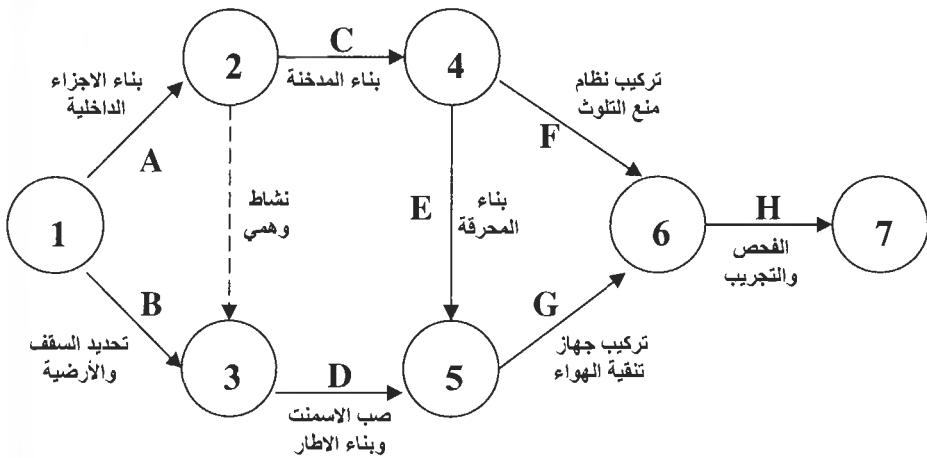 2
C
4
بناء المدخنة
بناء الاجزاء
الداخلية
A
تركيب نظام
منع التلوث
F
نشاط
وهمي
E
بناء
المحرقة
1
6
H
7
الفحص
والتجريب
B
تحديد السقف
والأرضية
3
D
صب الاسمنت
وبناء الاطار
5
G
تركيب جهاز
تنقية الهواء